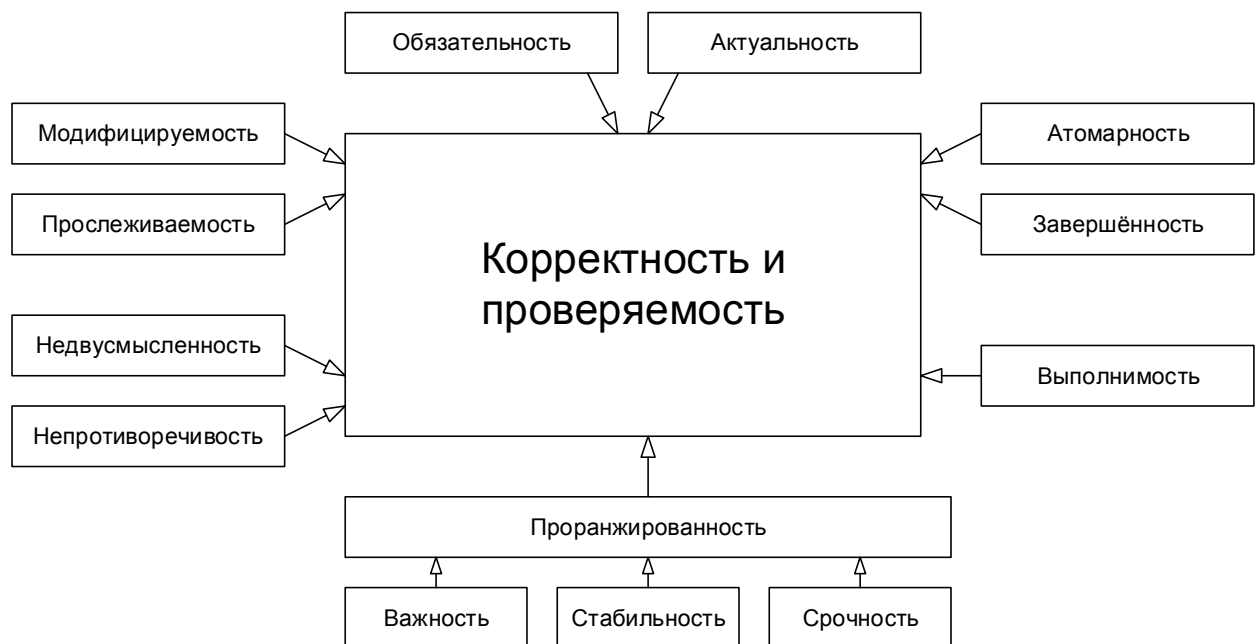 Обязательность
Актуальность
Модифицируемость
Атомарность
Прослеживаемость
Завершённость
Корректность и
проверяемость
Недвусмысленность
Выполнимость
Непротиворечивость
Проранжированность
Важность
Стабильность
Срочность